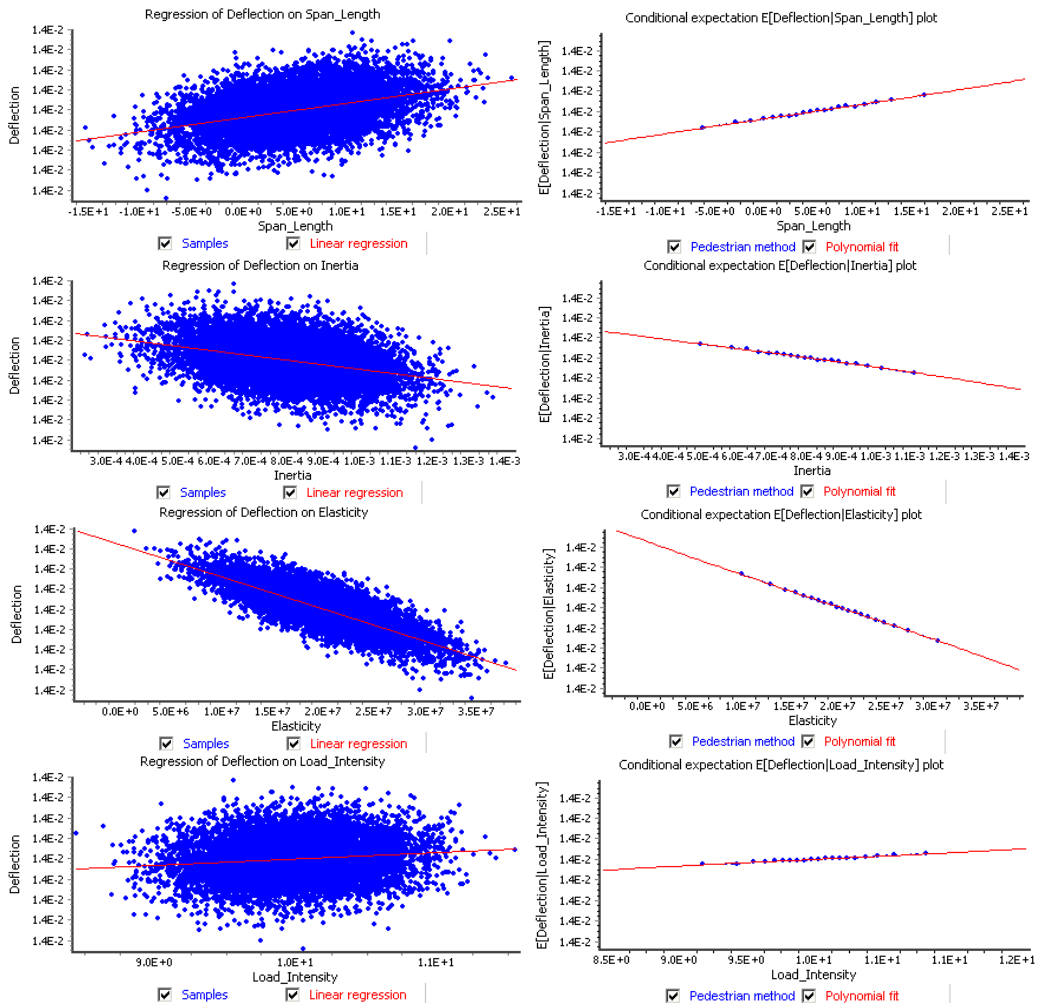 Regression of Deflection on Span_Length
1.4E-2
1.4E-2
1.4E-2
1.4E-2
1.4E-2
1.4E-2
1.4E-2
1.4E-2
1.4E-2
Deflection
-1.5E+1 -5.0E+0 0.0E+0 5.0E+0 1.0E+1 1.5E+1 2.0E+1 2.5E+1
Span_Length
Samples Linear regression
Conditional expectation E[Deflection|Span_Length] plot
1.4E-2
1.4E-2
1.4E-2
1.4E-2
1.4E-2
1.4E-2
1.4E-2
E[Deflection|Span_Length]
-1.5E+1 -5.0E+0 0.0E+0 5.0E+0 1.0E+1 1.5E+1 2.0E+1 2.5E+1
Span_Length
Pedestrian method Polynomial fit
Regression of Deflection on Inertia
1.4E-2
1.4E-2
1.4E-2
1.4E-2
1.4E-2
1.4E-2
1.4E-2
1.4E-2
1.4E-2
Deflection
3.0E-4 4.0E-4 6.0E-4 7.0E-4 8.0E-4 9.0E-4 1.0E-3 1.2E-3 1.3E-3 1.4E-3
Inertia
Samples Linear regression
Conditional expectation E[Deflection|Inertia] plot
1.4E-2
1.4E-2
1.4E-2
1.4E-2
1.4E-2
1.4E-2
1.4E-2
1.4E-2
E[Deflection|Inertia]
3.0E-4 4.0E-4 6.0E-4 7.0E-4 8.0E-4 9.0E-4 1.1E-3 1.2E-3 1.4E-3
Inertia
Pedestrian method Polynomial fit
Regression of Deflection on Elasticity
1.4E-2
1.4E-2
1.4E-2
1.4E-2
1.4E-2
1.4E-2
1.4E-2
1.4E-2
1.4E-2
Deflection
0.0E+0 5.0E+6 1.0E+7 1.5E+7 2.0E+7 2.5E+7 3.0E+7 3.5E+7
Elasticity
Samples Linear regression
Conditional expectation E[Deflection|Elasticity] plot
1.4E-2
1.4E-2
1.4E-2
1.4E-2
1.4E-2
1.4E-2
1.4E-2
1.4E-2
E[Deflection|Elasticity]
0.0E+0 5.0E+6 1.0E+7 1.5E+7 2.0E+7 2.5E+7 3.0E+7
Elasticity
Pedestrian method Polynomial fit
Regression of Deflection on Load_Intensity
1.4E-2
1.4E-2
1.4E-2
1.4E-2
1.4E-2
1.4E-2
1.4E-2
1.4E-2
1.4E-2
Deflection
9.0E+0 1.0E+1 1.1E+1
Load_Intensity
Samples Linear regression
Conditional expectation E[Deflection|Load_Intensity] plot
1.4E-2
1.4E-2
1.4E-2
1.4E-2
1.4E-2
1.4E-2
1.4E-2
1.4E-2
E[Deflection|Load_Intensity]
8.5E+0 9.0E+0 9.5E+0 1.0E+1 1.0E+1 1.1E+1 1.1E+1 1.2E+1 1.2E+1
Load_Intensity
Pedestrian method Polynomial fit